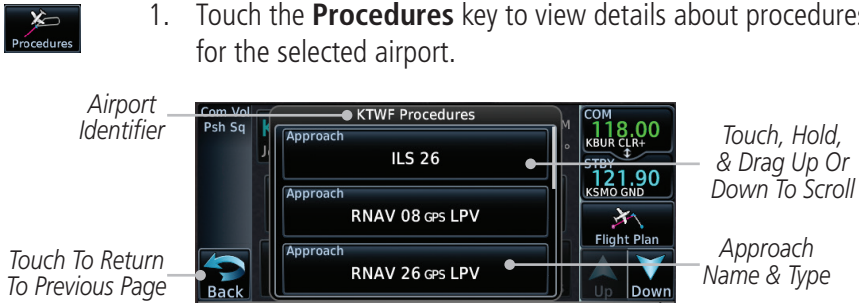 Procedures
1. Touch the Procedures key to view details about procedures
for the selected airport.
Airport
Identifier
Com Vol
Psh Sq
KTWF Procedures
Approach
ILS 26
Approach
RNAV 08 GPS LPV
Approach
RNAV 26 GPS LPV
Back
COM
118.00
KBUR CLR+
STBY
121.90
KSMO GND
Flight Plan
Up
Down
Touch, Hold,
& Drag Up Or
Down To Scroll
Touch To Return
To Previous Page
Approach
Name & Type